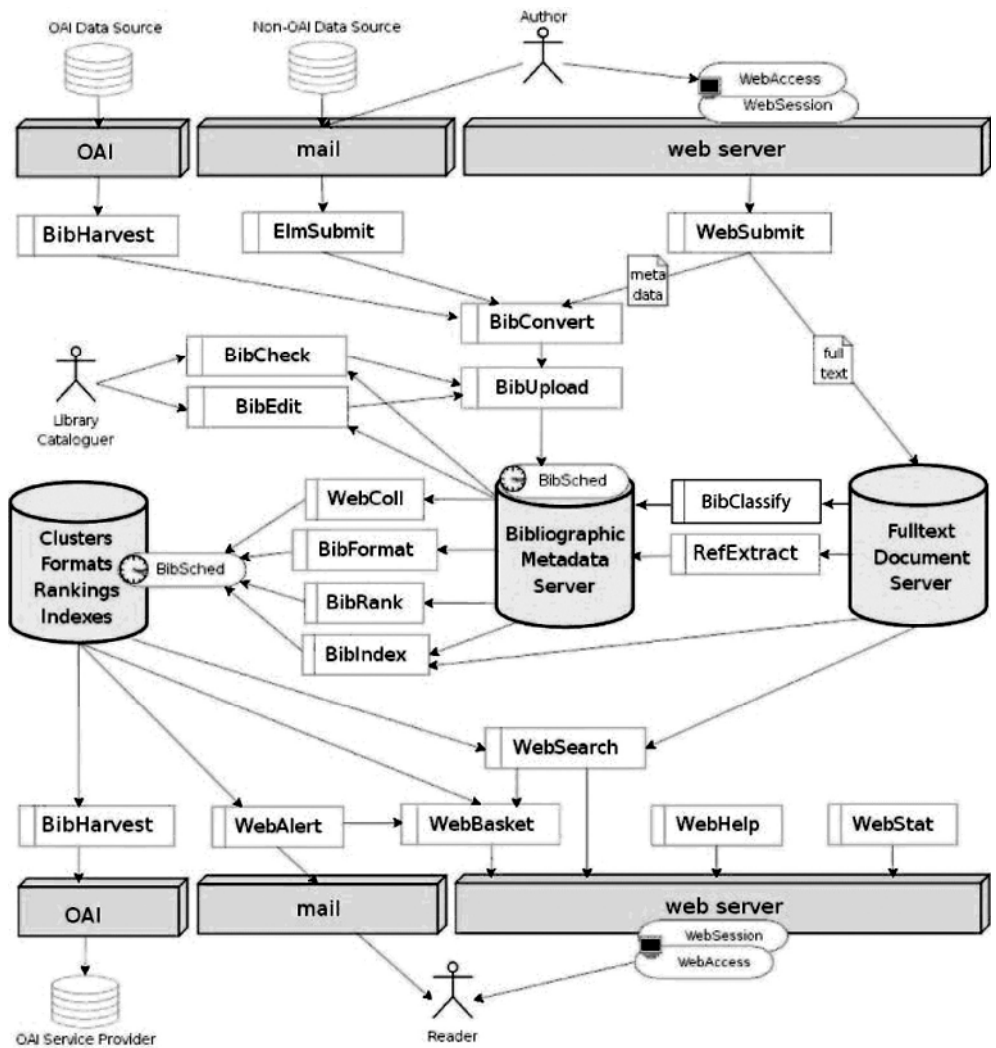 Author
OAI Data Source
Non-OAI Data Source
WebAccess
WebSession
OAI
mail
web server
BibHarvest
ElmSubmit
WebSubmit
meta
data
BibConvert
BibCheck
full
text
BibUpload
BibEdit
Library
Cataloguer
BibSched
WebColl
BibClassify
Clusters
Formats
Rankings
Indexes
BibSched
BibFormat
Bibliographic
Metadata
Server
RefExtract
Fulltext
Document
Server
BibRank
BibIndex
WebSearch
BibHarvest
WebAlert
WebBasket
WebHelp
WebStat
OAI
mail
web server
WebSession
WebAccess
OAI Service Provider
Reader